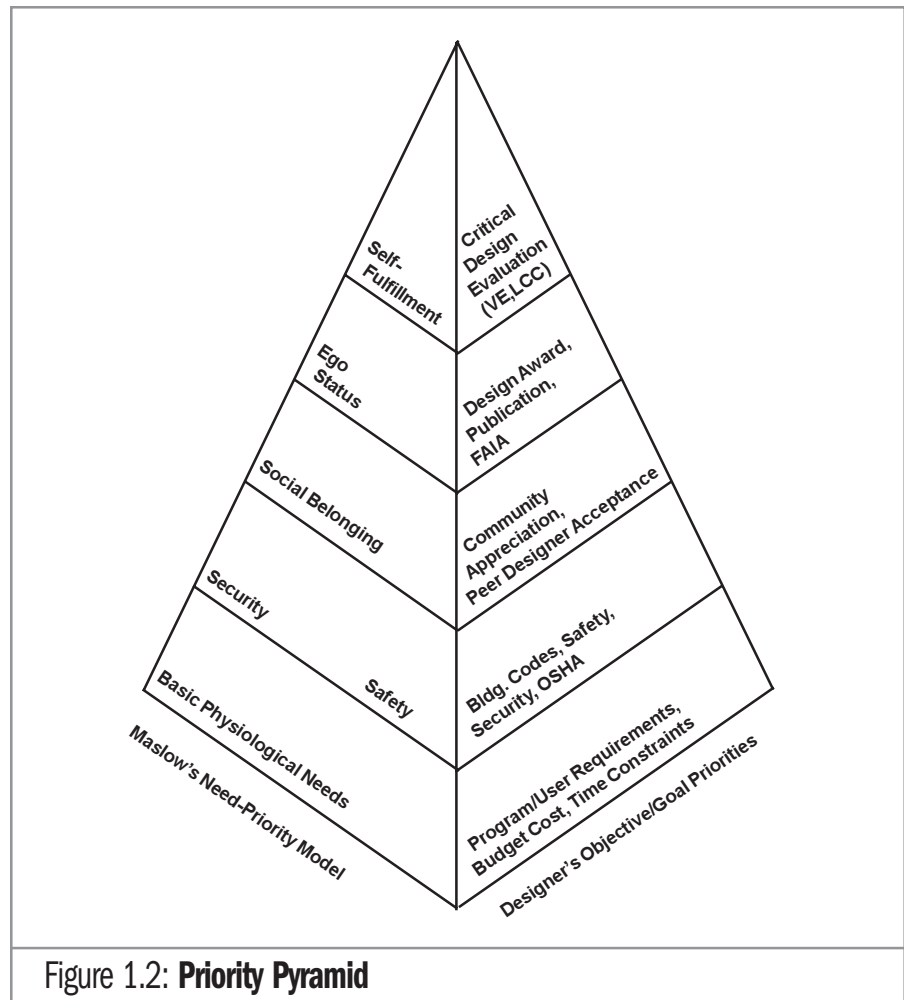 Self-
Fulfillment
Critical
Design
Evaluation
(VE,LCC)
Ego
Status
Design Award,
Publication,
FAIA
Social Belonging
Community
Appreciation,
Peer Designer Acceptance
Security
Safety
Bldg. Codes, Safety,
Security, OSHA
Basic Physiological Needs
Program/User Requirements,
Budget Cost, Time Constraints
Maslow's Need-Priority Model
Designer's Objective/Goal Priorities
Figure 1.2: Priority Pyramid